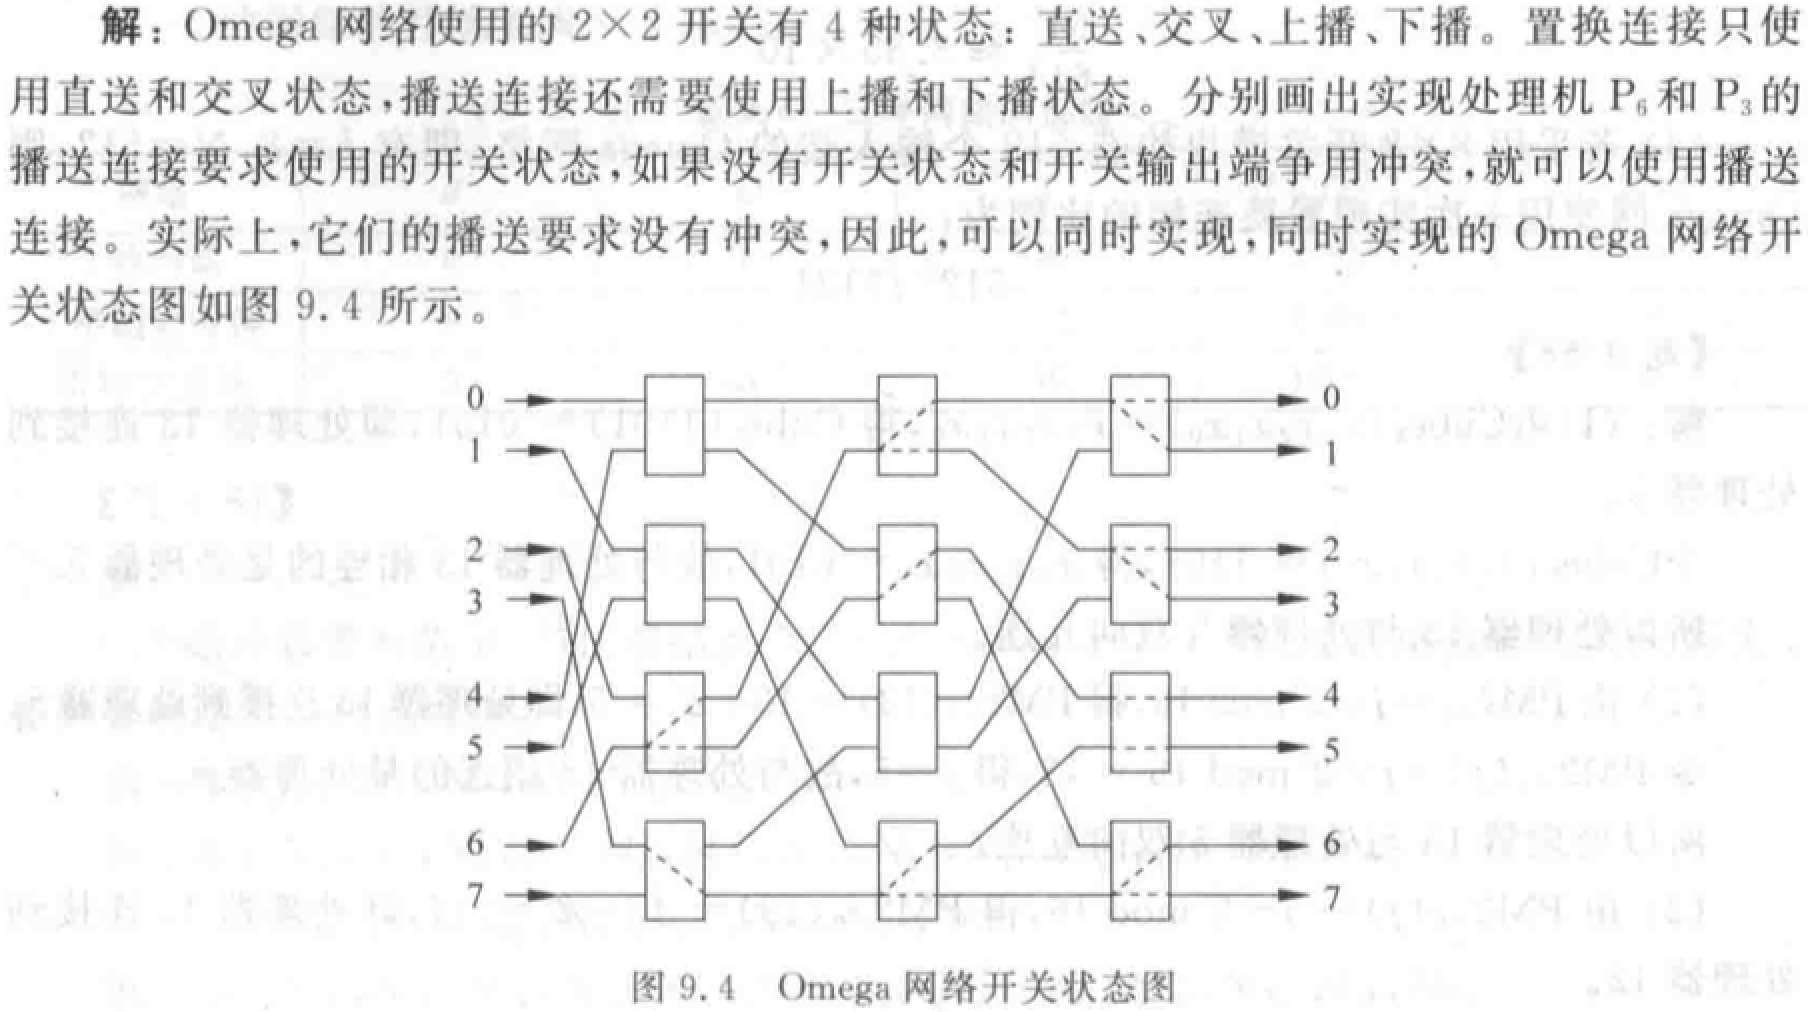 解：Omega 网络使用的 2×2 开关有 4 种状态：直送、交叉、上播、下播。置换连接只使
用直送和交叉状态,播送连接还需要使用上播和下播状态。分别画出实现处理机 P₆和 P₃的
播送连接要求使用的开关状态,如果没有开关状态和开关输出端争用冲突,就可以使用播送
连接。实际上,它们的播送要求没有冲突,因此,可以同时实现,同时实现的 Omega 网络开
关状态图如图 9.4 所示。
0 0
1 1
2 2
3 3
4 4
5 5
6 6
7 7
图 9.4 Omega 网络开关状态图